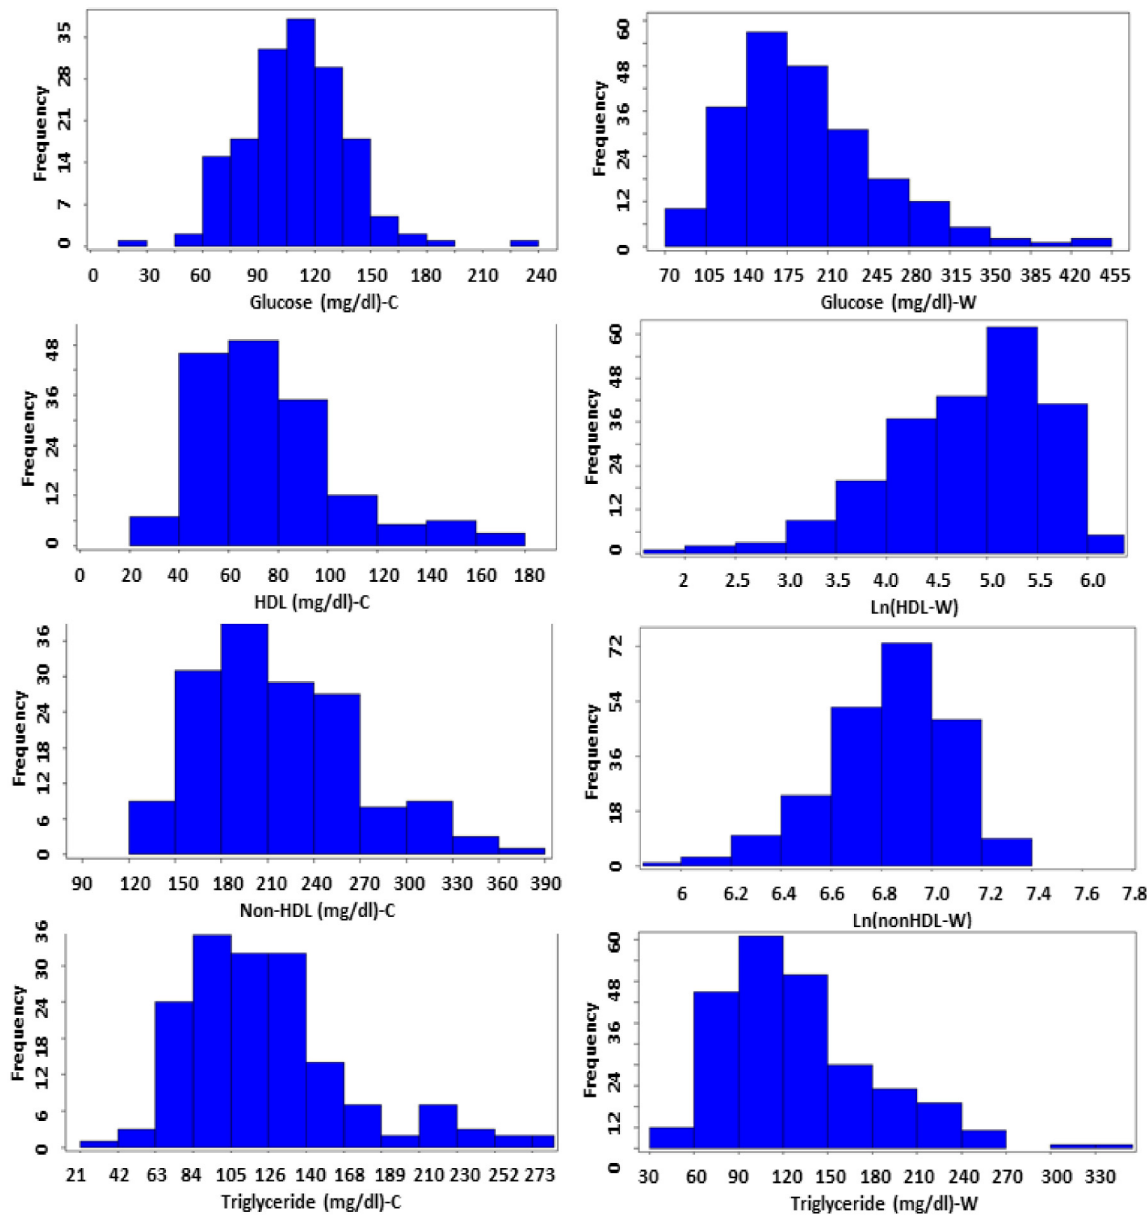 Frequency
35
28
21
14
7
0
0 30 60 90 120 150 180 210 240
Glucose (mg/dl)-C
Frequency
60
48
36
24
12
0
70 105 140 175 210 245 280 315 350 385 420 455
Glucose (mg/dl)-W
Frequency
48
36
24
12
0
0 20 40 60 80 100 120 140 160 180
HDL (mg/dl)-C
Frequency
60
48
36
24
12
0
2 2.5 3.0 3.5 4.0 4.5 5.0 5.5 6.0
Ln(HDL-W)
Frequency
36
30
24
18
12
6
0
90 120 150 180 210 240 270 300 330 360 390
Non-HDL (mg/dl)-C
Frequency
72
54
36
18
0
6 6.2 6.4 6.6 6.8 7.0 7.2 7.4 7.6 7.8
Ln(nonHDL-W)
Frequency
36
30
24
18
12
6
0
21 42 63 84 105 126 140 168 189 210 230 252 273
Triglyceride (mg/dl)-C
Frequency
60
48
36
24
12
0
30 60 90 120 150 180 210 240 270 300 330
Triglyceride (mg/dl)-W